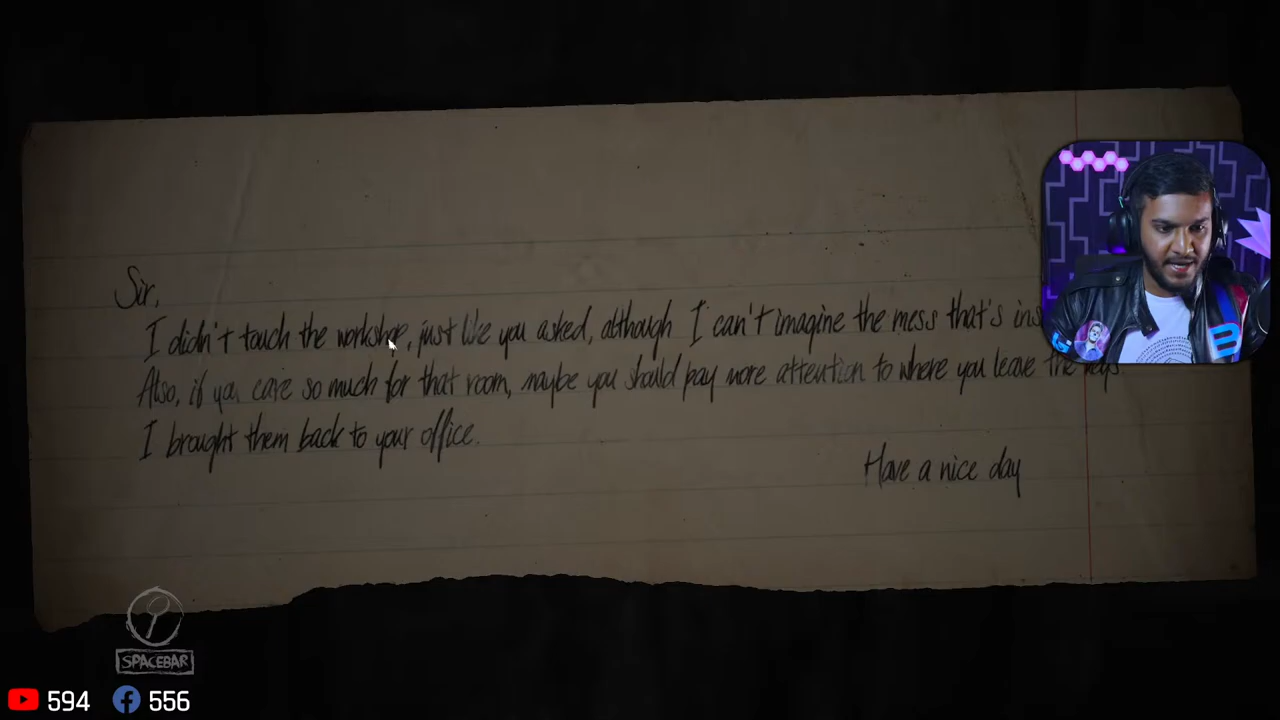 Sir,
I didn't touch the workshop, just like you asked, although I can't imagine the mess that's
Also, if you care so much for that room, maybe you should pay more attention to where you leave the keys.
I brought them back to your office.
Have a nice day
SPACEBAR
594 556